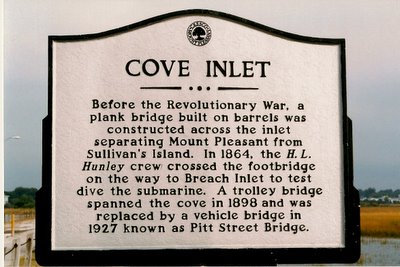 COVE INLET
Before the Revolutionary War, a
plank bridge built on barrels was
constructed across the inlet
separating Mount Pleasant from
Sullivan's Island. In 1864, the H. L.
Hunley crew crossed the footbridge
on the way to Breach Inlet to test
dive the submarine. A trolley bridge
spanned the cove in 1898 and was
replaced by a vehicle bridge in
1927 known as Pitt Street Bridge.